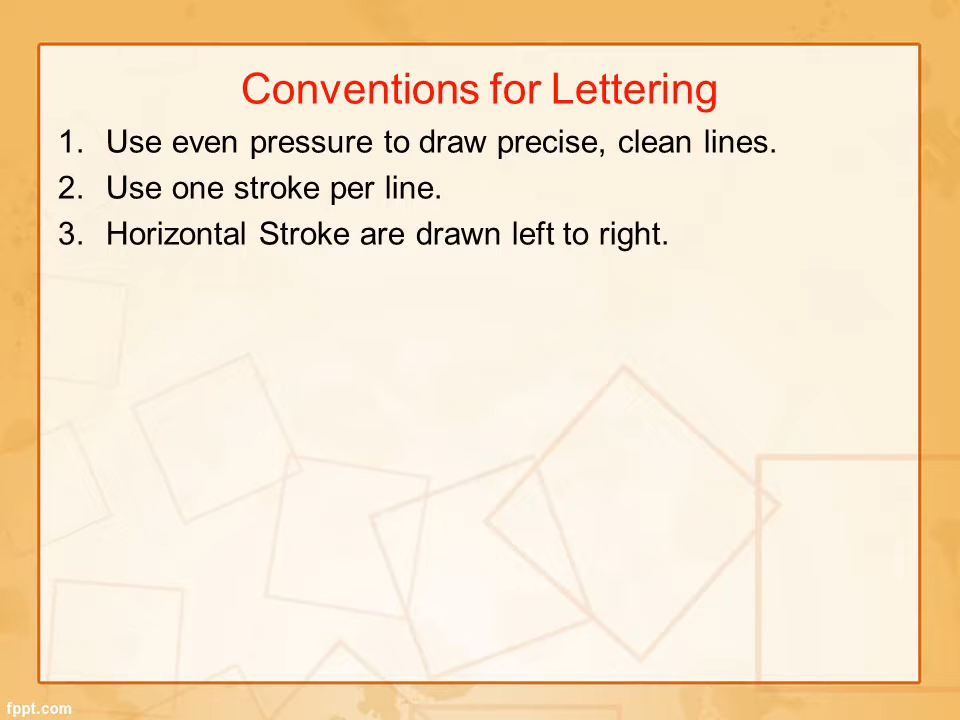 Conventions for Lettering
1. Use even pressure to draw precise, clean lines.
2. Use one stroke per line.
3. Horizontal Stroke are drawn left to right.
fppt.com